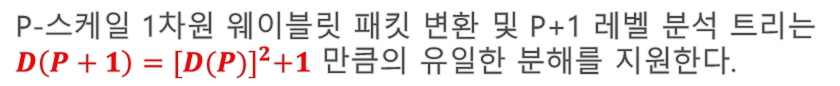 P-스케일 1차원 웨이블릿 패킷 변환 및 P+1 레벨 분석 트리는
D(P + 1) = [D(P)]²+1 만큼의 유일한 분해를 지원한다.